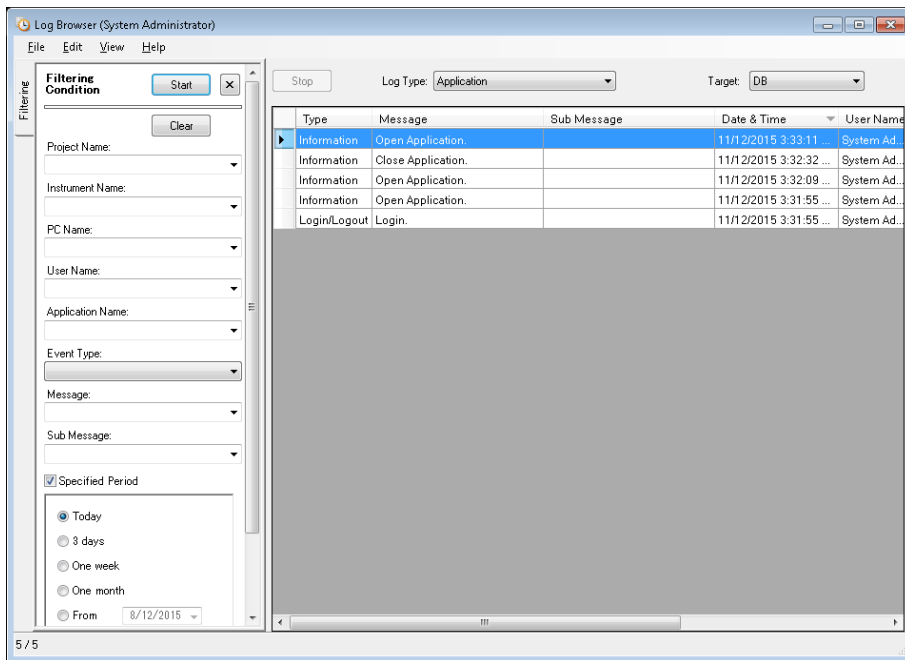 Log Browser (System Administrator)
File Edit View Help
Filtering
Filtering Condition
Start
Clear
Project Name:
Instrument Name:
PC Name:
User Name:
Application Name:
Event Type:
Message:
Sub Message:
Specified Period
Today
3 days
One week
One month
From 8/12/2015
Stop Log Type: Application Target: DB
Type Message Sub Message Date & Time User Name
Information Open Application. 11/12/2015 3:33:11 ... System Ad...
Information Close Application. 11/12/2015 3:32:32 ... System Ad...
Information Open Application. 11/12/2015 3:32:09 ... System Ad...
Information Open Application. 11/12/2015 3:31:55 ... System Ad...
Login/Logout Login. 11/12/2015 3:31:55 ... System Ad...
5 / 5